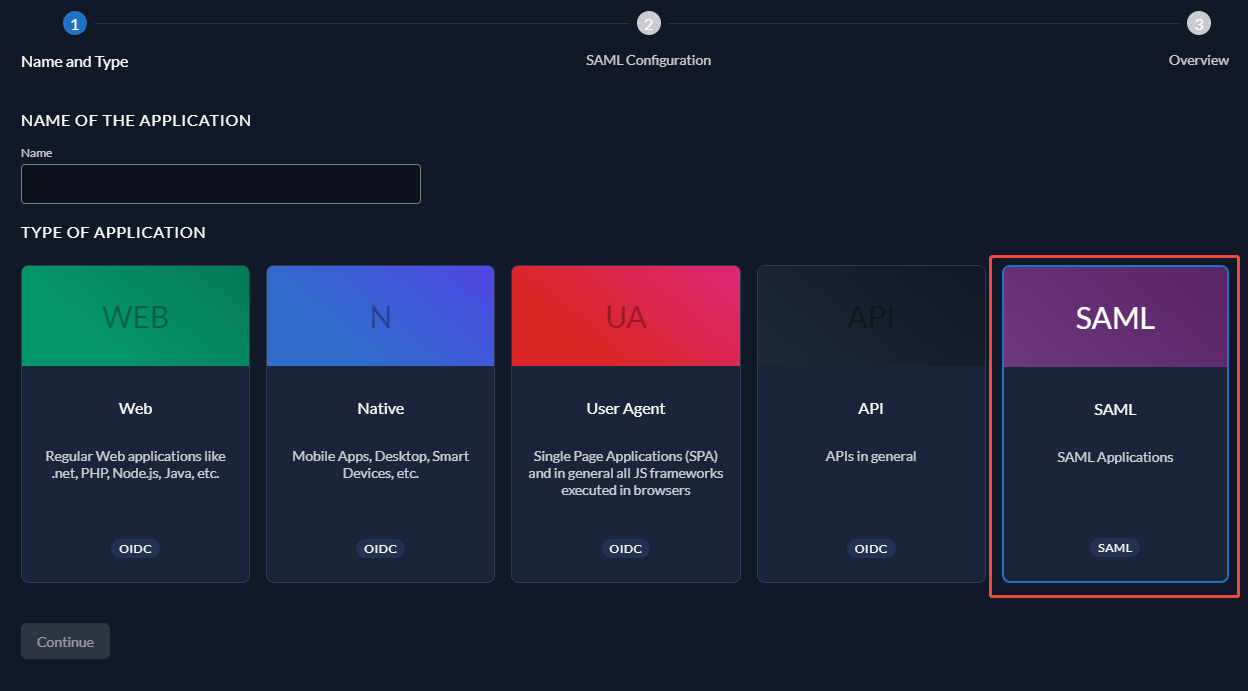 1
2
3
Name and Type
SAML Configuration
Overview
NAME OF THE APPLICATION
Name
TYPE OF APPLICATION
WEB
Web
Regular Web applications like
.net, PHP, Node.js, Java, etc.
OIDC
N
Native
Mobile Apps, Desktop, Smart
Devices, etc.
OIDC
UA
User Agent
Single Page Applications (SPA)
and in general all JS frameworks
executed in browsers
OIDC
API
API
APIs in general
OIDC
SAML
SAML
SAML Applications
SAML
Continue